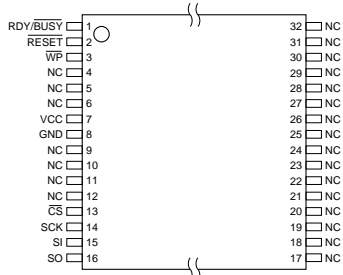 RDY/BUSY 1 32 NC
RESET 2 31 NC
WP 3 30 NC
NC 4 29 NC
NC 5 28 NC
NC 6 27 NC
VCC 7 26 NC
GND 8 25 NC
NC 9 24 NC
NC 10 23 NC
NC 11 22 NC
NC 12 21 NC
CS 13 20 NC
SCK 14 19 NC
SI 15 18 NC
SO 16 17 NC